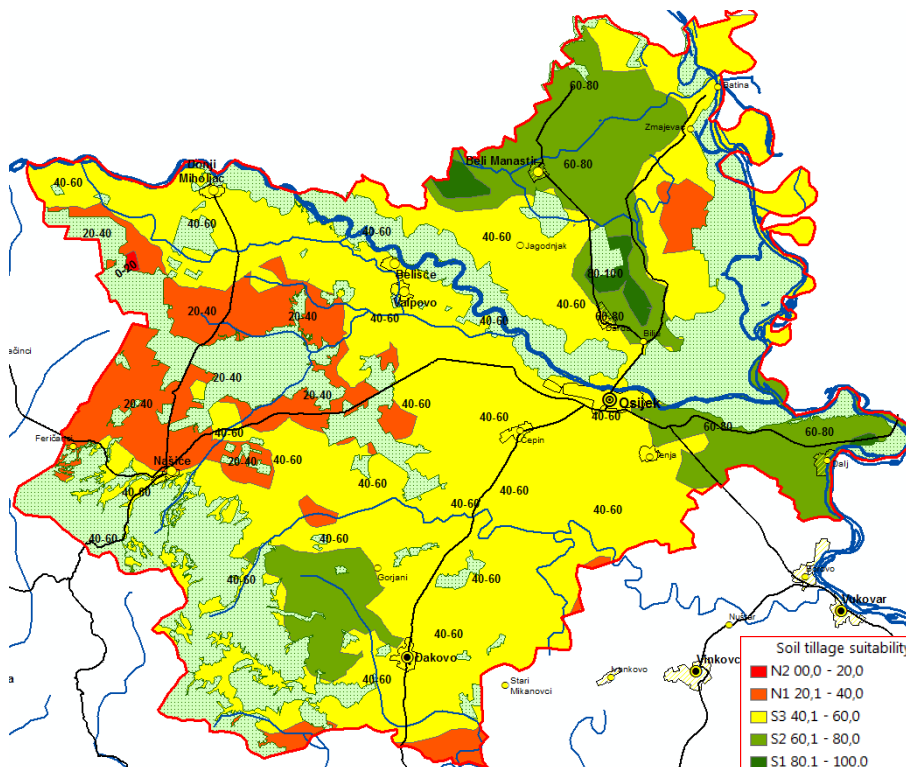 Batina
60-80
Zmajevac
Beli Manastir
60-80
Donji
Miholjac
40-60
40-60
20-40
0-20
40-60
40-60
Jagodnjak
80-100
Belišće
Valpovo
40-60
60-80
Darda
Bilje
20-40
20-40
40-60
40-60
20-40
20-40
20-40
40-60
Osijek
40-60
40-60
Čepin
60-80
60-80
Feričanci
40-60
Našice
20-40
40-60
Tenja
Dalj
40-60
40-60
40-60
40-60
40-60
40-60
40-60
40-60
Gorjani
40-60
40-60
Đakovo
40-60
Stari
Mikanovci
Ivankovo
Vinkovci
Nuštar
Vukovar
Soil tillage suitability
N2 00,0 - 20,0
N1 20,1 - 40,0
S3 40,1 - 60,0
S2 60,1 - 80,0
S1 80,1 - 100,0